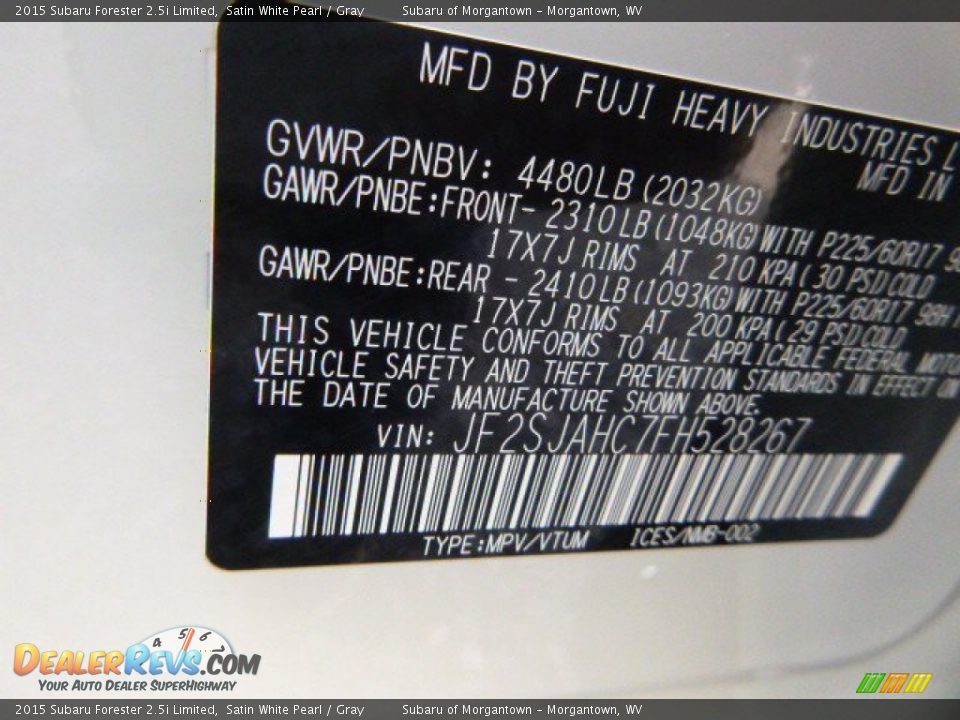 2015 Subaru Forester 2.5i Limited, Satin White Pearl / Gray Subaru of Morgantown - Morgantown, WV
MFD BY FUJI HEAVY INDUSTRIES L
MFD IN
GVWR/PNBV: 4480LB(2032KG)
GAWR/PNBE:FRONT- 2310LB(1048KG)WITH P225/60R17 98
17X7J RIMS AT 210 KPA(30 PSI)COLD
GAWR/PNBE:REAR - 2410LB(1093KG)WITH P225/60R17 98H
17X7J RIMS AT 200 KPA(29 PSI)COLD
THIS VEHICLE CONFORMS TO ALL APPLICABLE FEDERAL MOTO
VEHICLE SAFETY AND THEFT PREVENTION STANDARDS IN EFFECT ON
THE DATE OF MANUFACTURE SHOWN ABOVE.
VIN: JF2SJAHC7FH528267
TYPE:MPV/VTUM ICES/NMB-002
4 5 6
DEALERREVS.COM
YOUR AUTO DEALER SUPERHIGHWAY
2015 Subaru Forester 2.5i Limited, Satin White Pearl / Gray Subaru of Morgantown - Morgantown, WV